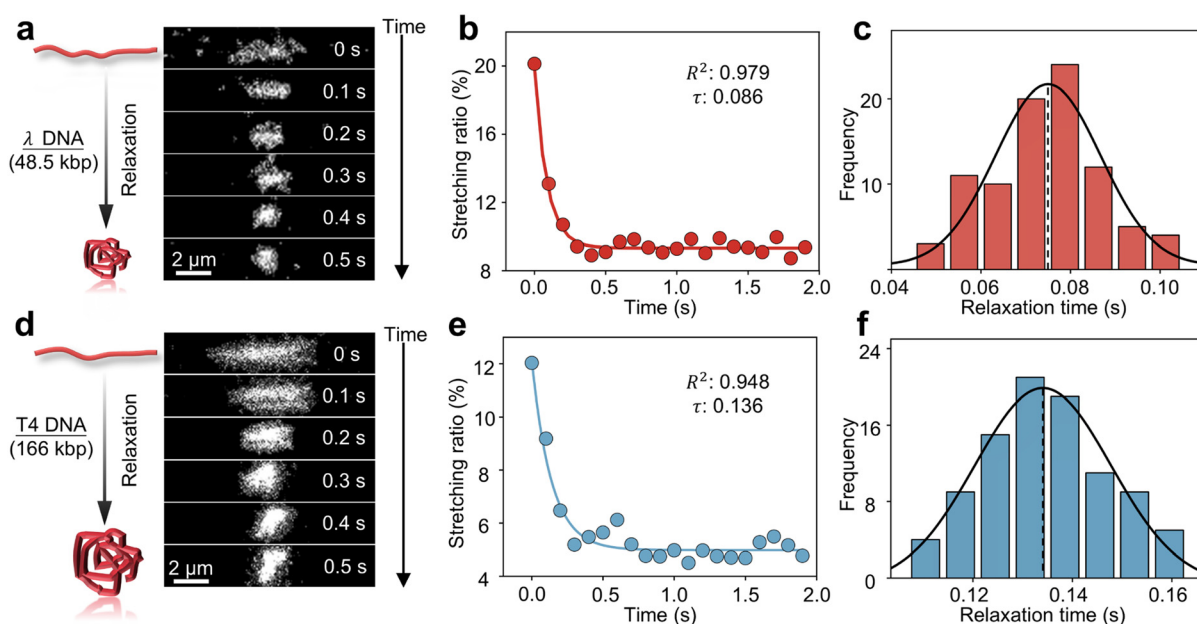 a
Time
λ DNA
(48.5 kbp)
Relaxation
0 s
0.1 s
0.2 s
0.3 s
0.4 s
0.5 s
2 μm
b
Stretching ratio (%)
20
16
12
8
R²: 0.979
τ: 0.086
0.0 0.5 1.0 1.5 2.0
Time (s)
c
Frequency
20
10
0
0.04 0.06 0.08 0.10
Relaxation time (s)
d
Time
T4 DNA
(166 kbp)
Relaxation
0 s
0.1 s
0.2 s
0.3 s
0.4 s
0.5 s
2 μm
e
Stretching ratio (%)
12
10
8
6
4
R²: 0.948
τ: 0.136
0.0 0.5 1.0 1.5 2.0
Time (s)
f
Frequency
24
16
8
0
0.12 0.14 0.16
Relaxation time (s)